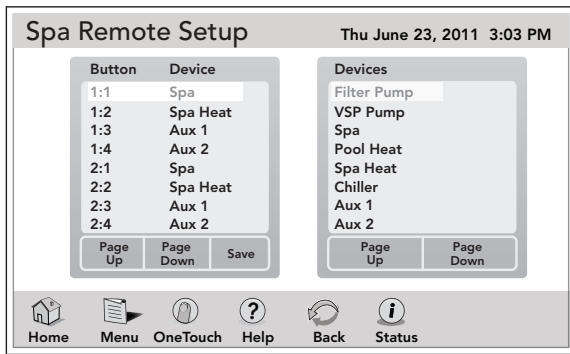 Spa Remote Setup Thu June 23, 2011 3:03 PM
Button Device
1:1 Spa
1:2 Spa Heat
1:3 Aux 1
1:4 Aux 2
2:1 Spa
2:2 Spa Heat
2:3 Aux 1
2:4 Aux 2
Page Up Page Down Save
Devices
Filter Pump
VSP Pump
Spa
Pool Heat
Spa Heat
Chiller
Aux 1
Aux 2
Page Up Page Down
Home Menu OneTouch Help Back Status